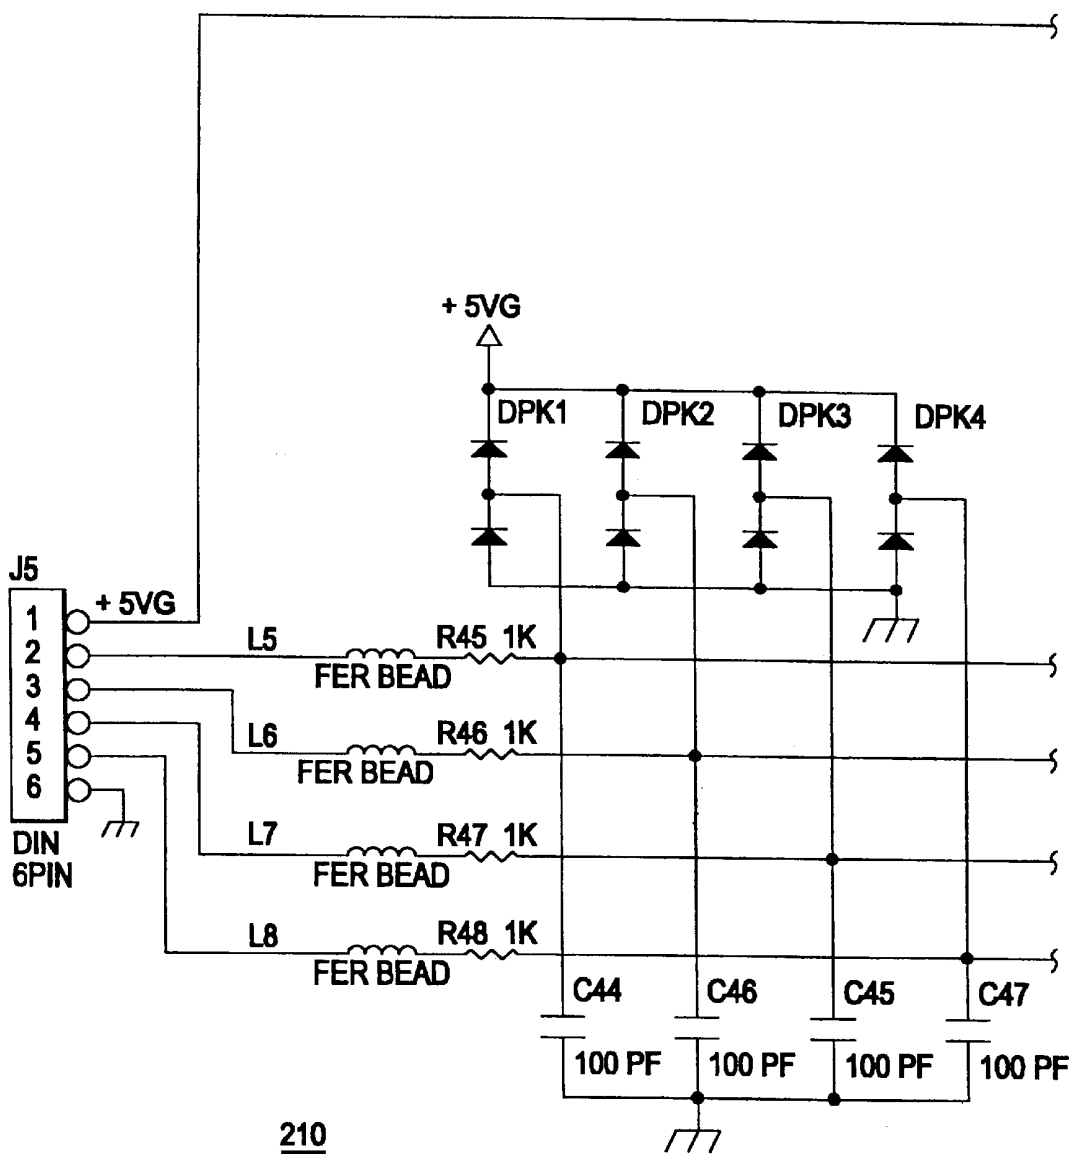 + 5VG
DPK1
DPK2
DPK3
DPK4
J5
1
+ 5VG
2
3
4
5
6
DIN
6PIN
L5
R45 1K
FER BEAD
L6
R46 1K
FER BEAD
L7
R47 1K
FER BEAD
L8
R48 1K
FER BEAD
C44
C46
C45
C47
100 PF
100 PF
100 PF
100 PF
210